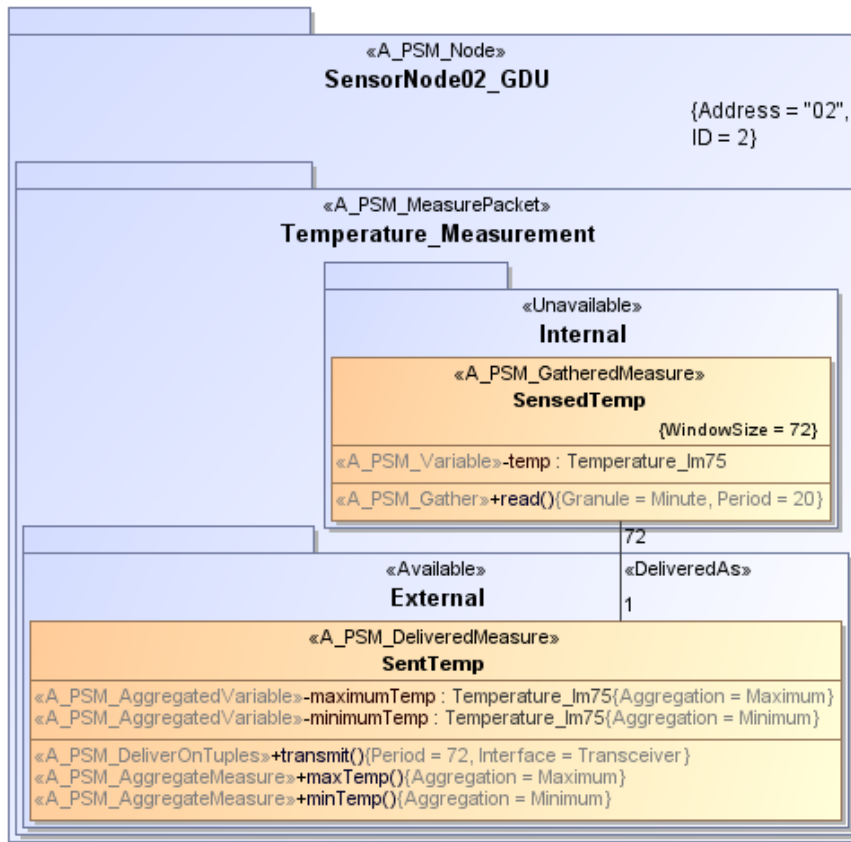 «A_PSM_Node»
SensorNode02_GDU
{Address = "02",
ID = 2}
«A_PSM_MeasurePacket»
Temperature_Measurement
«Unavailable»
Internal
«A_PSM_GatheredMeasure»
SensedTemp
{WindowSize = 72}
«A_PSM_Variable»-temp : Temperature_lm75
«A_PSM_Gather»+read(){Granule = Minute, Period = 20}
72
«Available»
«DeliveredAs»
External
1
«A_PSM_DeliveredMeasure»
SentTemp
«A_PSM_AggregatedVariable»-maximumTemp : Temperature_lm75{Aggregation = Maximum}
«A_PSM_AggregatedVariable»-minimumTemp : Temperature_lm75{Aggregation = Minimum}
«A_PSM_DeliverOnTuples»+transmit(){Period = 72, Interface = Transceiver}
«A_PSM_AggregateMeasure»+maxTemp(){Aggregation = Maximum}
«A_PSM_AggregateMeasure»+minTemp(){Aggregation = Minimum}